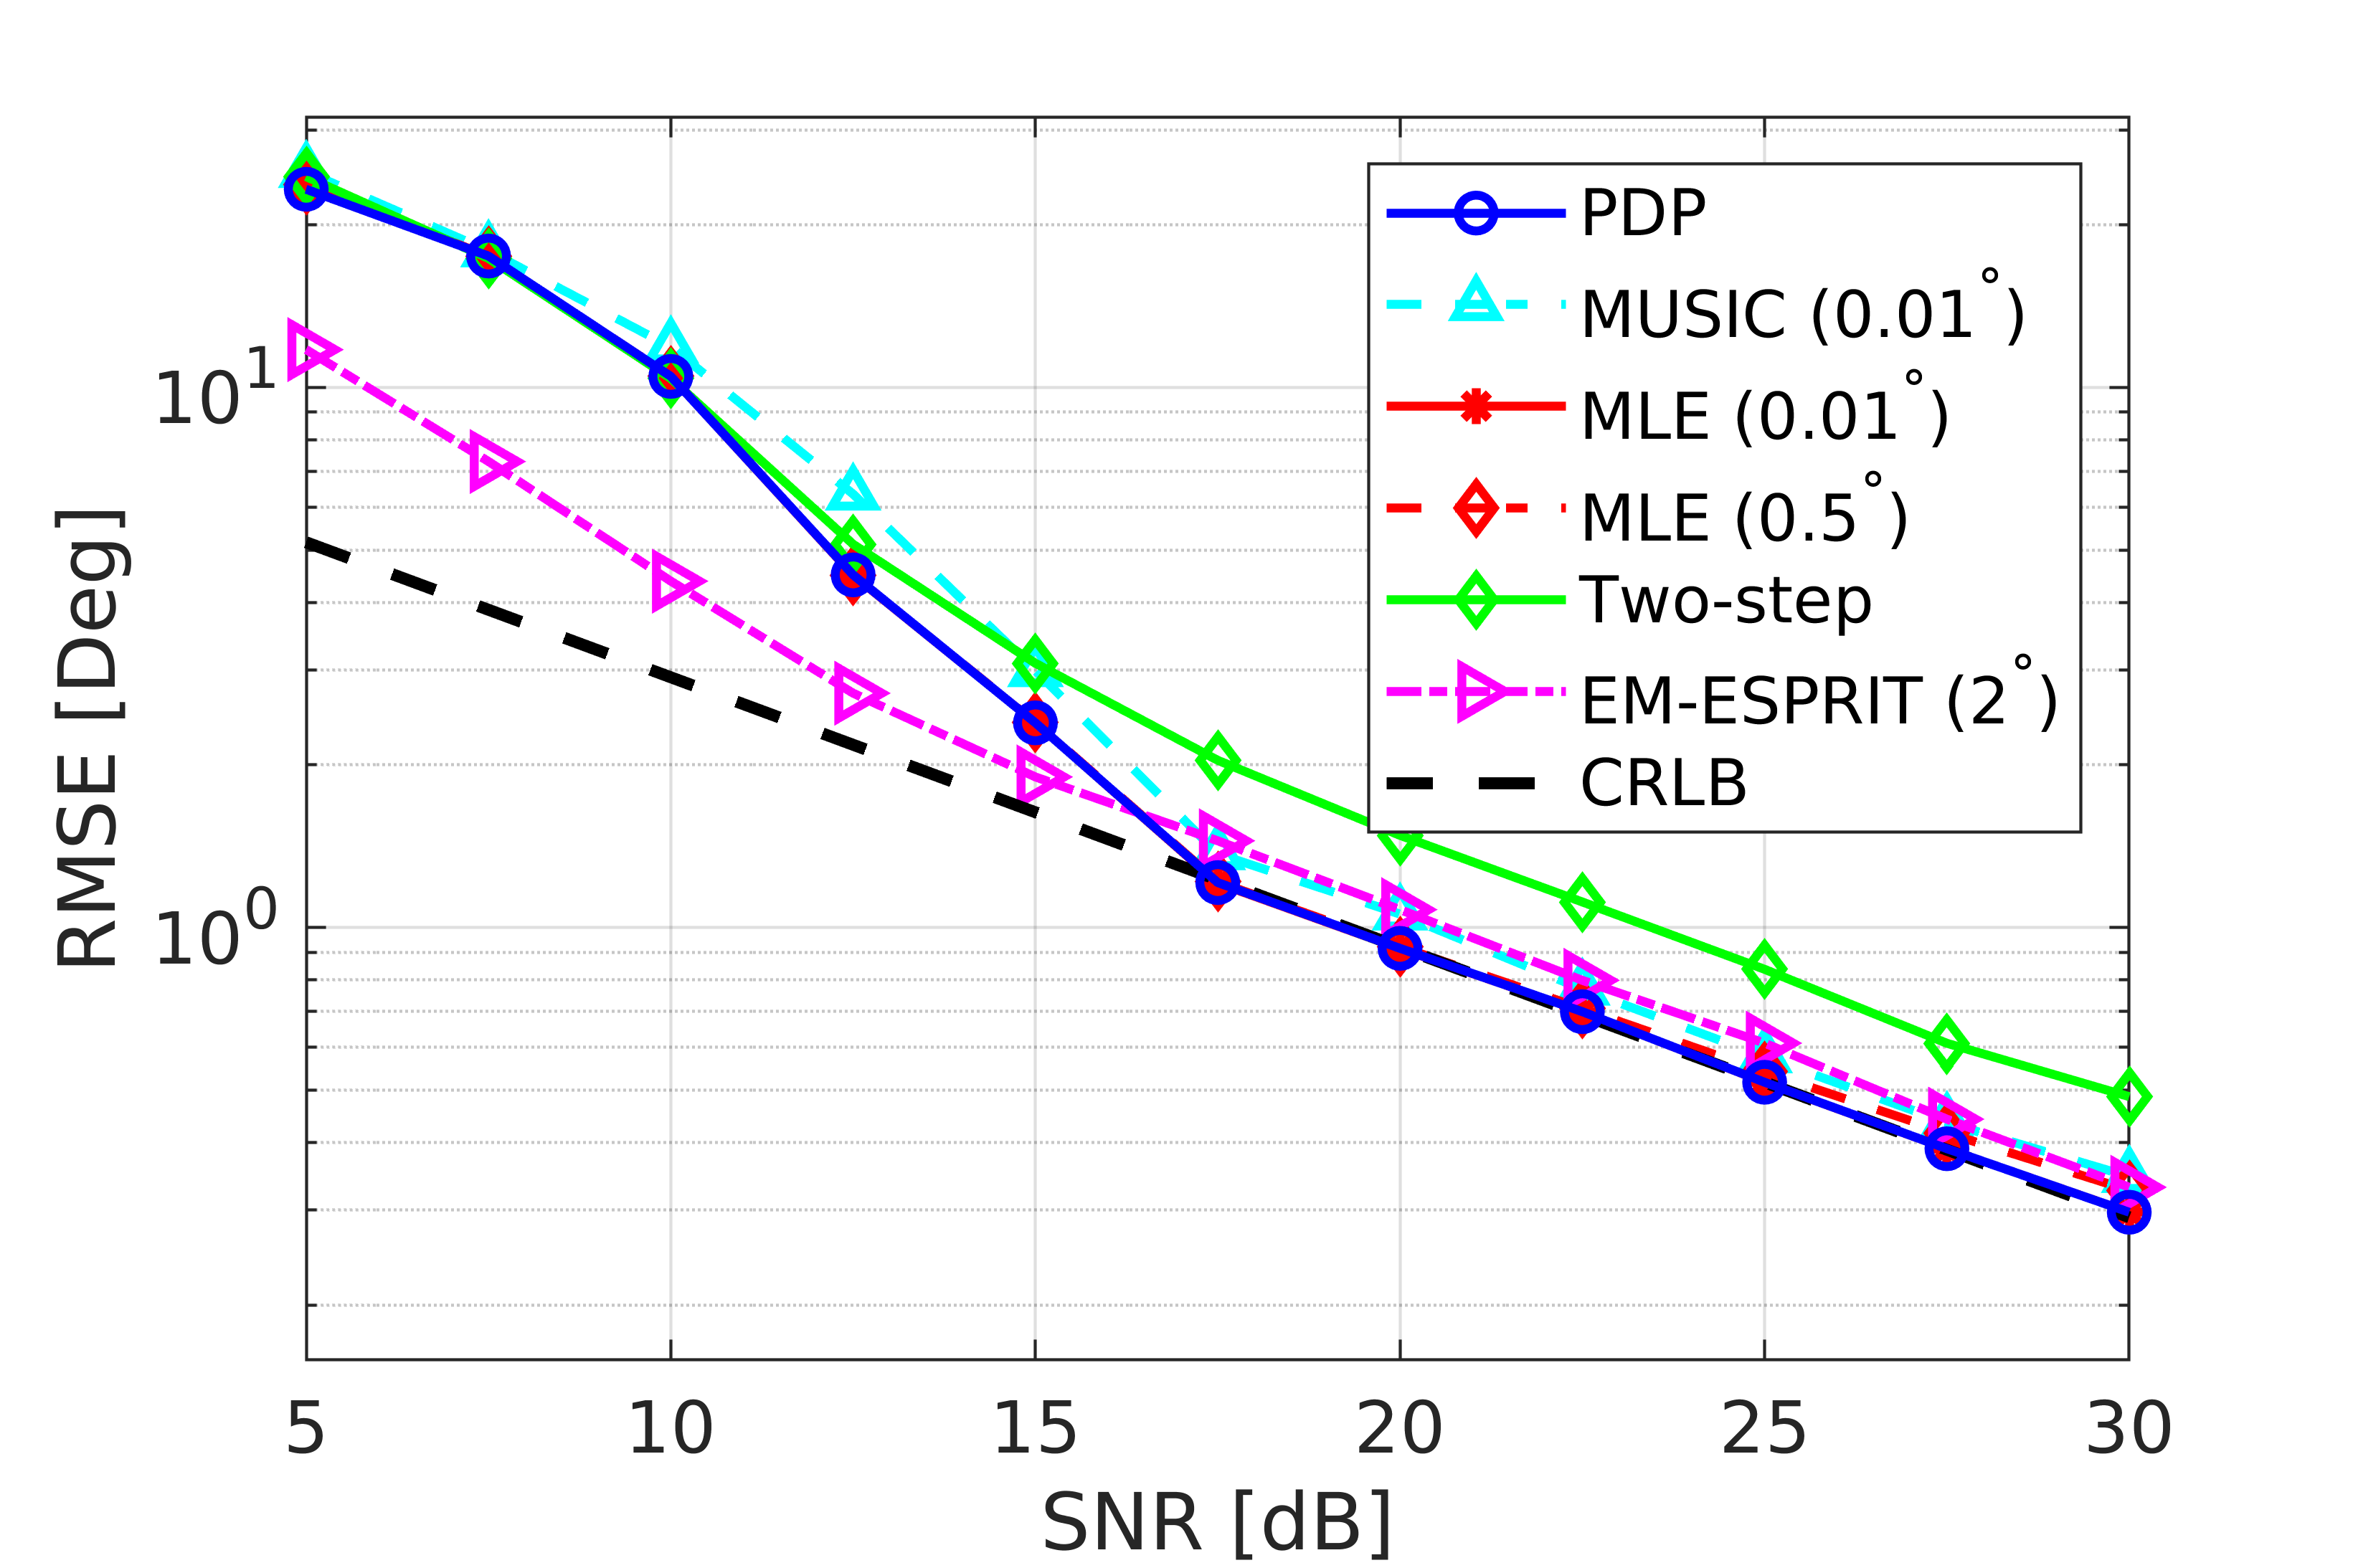 PDP
MUSIC (0.01°)
MLE (0.01°)
MLE (0.5°)
Two-step
EM-ESPRIT (2°)
CRLB
10¹
10⁰
RMSE [Deg]
5 10 15 20 25 30
SNR [dB]